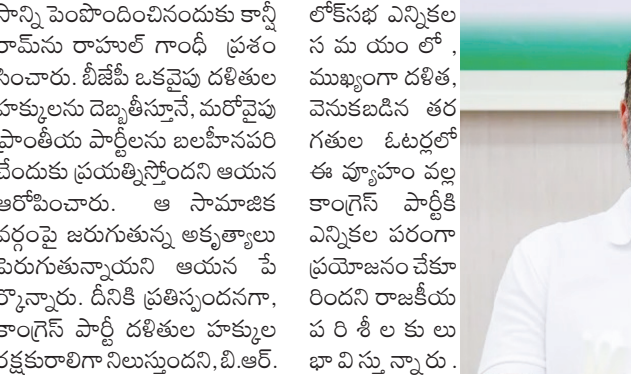 సాన్ని పెంపొందించినందుకు కాన్షీ
రామ్‌ను రాహుల్ గాంధీ ప్రశం
సించారు. బీజేపీ ఒకవైపు దళితుల
హక్కులను దెబ్బతీస్తూనే, మరోవైపు
ప్రాంతీయ పార్టీలను బలహీనపరి
చేందుకు ప్రయత్నిస్తోందని ఆయన
ఆరోపించారు. ఆ సామాజిక
వర్గంపై జరుగుతున్న అకృత్యాలు
పెరుగుతున్నాయని ఆయన పే
ర్కొన్నారు. దీనికి ప్రతిస్పందనగా,
కాంగ్రెస్ పార్టీ దళితుల హక్కుల
రక్షకురాలిగా నిలుస్తుందని, బి.ఆర్.
లోక్‌సభ ఎన్నికల
స మ యం లో ,
ముఖ్యంగా దళిత,
వెనుకబడిన తర
గతుల ఓటర్లలో
ఈ వ్యూహం వల్ల
కాంగ్రెస్ పార్టీకి
ఎన్నికల పరంగా
ప్రయోజనం చేకూ
రిందని రాజకీయ
ప రి శీ ల కు లు
భా వి స్తు న్నా రు .